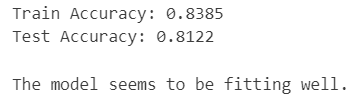 Train Accuracy: 0.8385
Test Accuracy: 0.8122
The model seems to be fitting well.